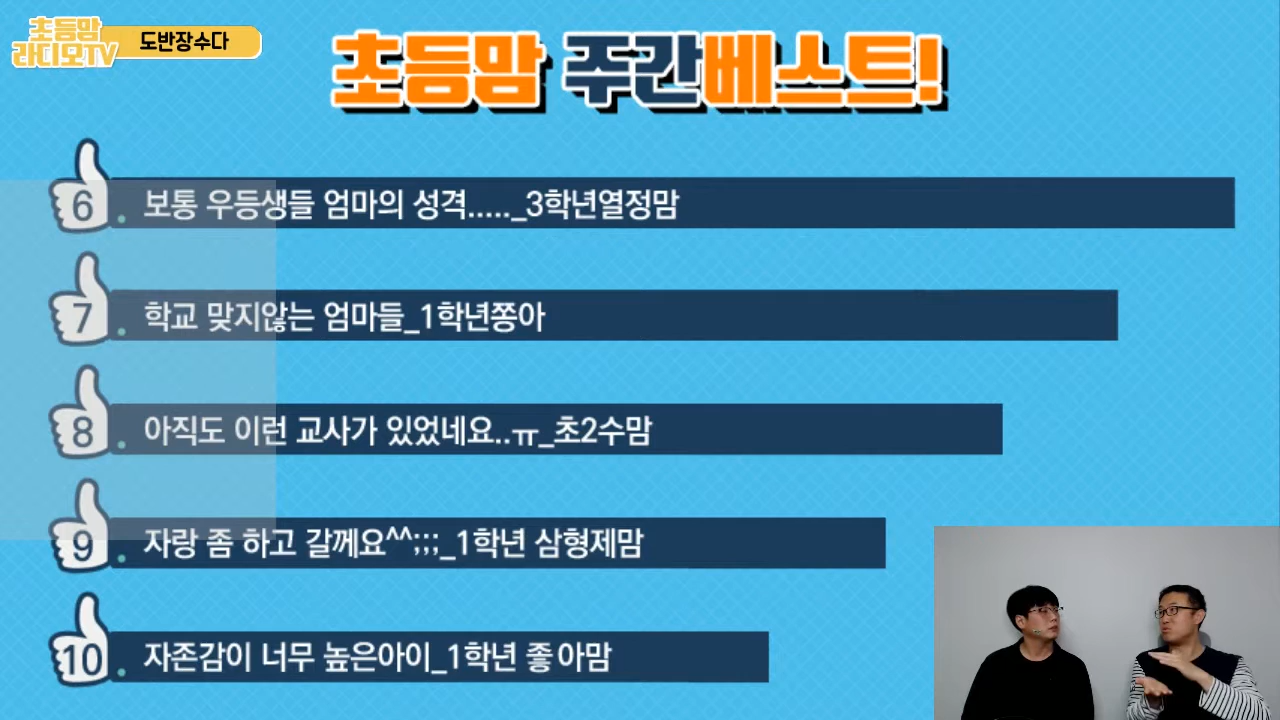 초등맘
라디오TV
도반장수다
초등맘 주간베스트!
6. 보통 우등생들 엄마의 성격....._3학년열정맘
7. 학교 맞지않는 엄마들_1학년쫑아
8. 아직도 이런 교사가 있었네요..ㅠ_초2수맘
9. 자랑 좀 하고 갈께요^^;;;_1학년 삼형제맘
10. 자존감이 너무 높은아이_1학년 좋아맘